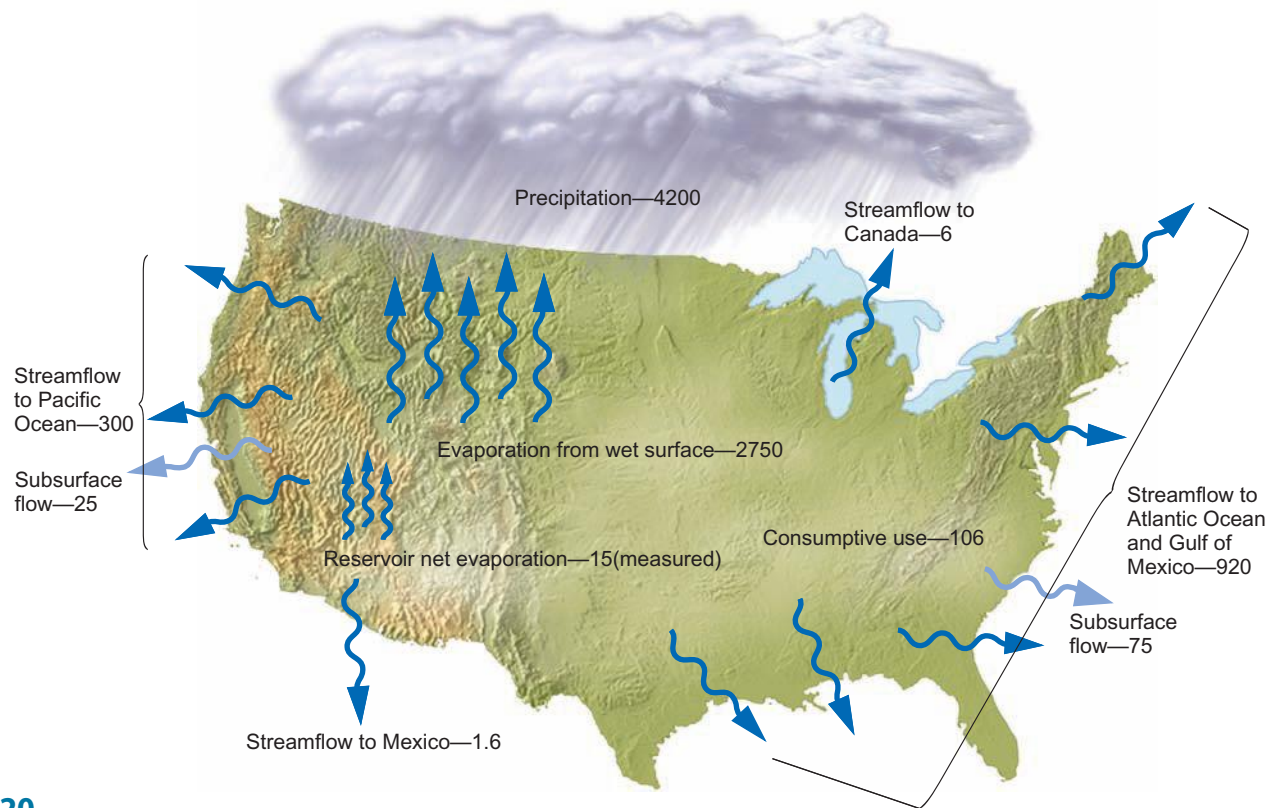 Precipitation—4200
Streamflow to
Canada—6
Streamflow
to Pacific
Ocean—300
Subsurface
flow—25
Evaporation from wet surface—2750
Reservoir net evaporation—15(measured)
Consumptive use—106
Streamflow to
Atlantic Ocean
and Gulf of
Mexico—920
Subsurface
flow—75
Streamflow to Mexico—1.6
20